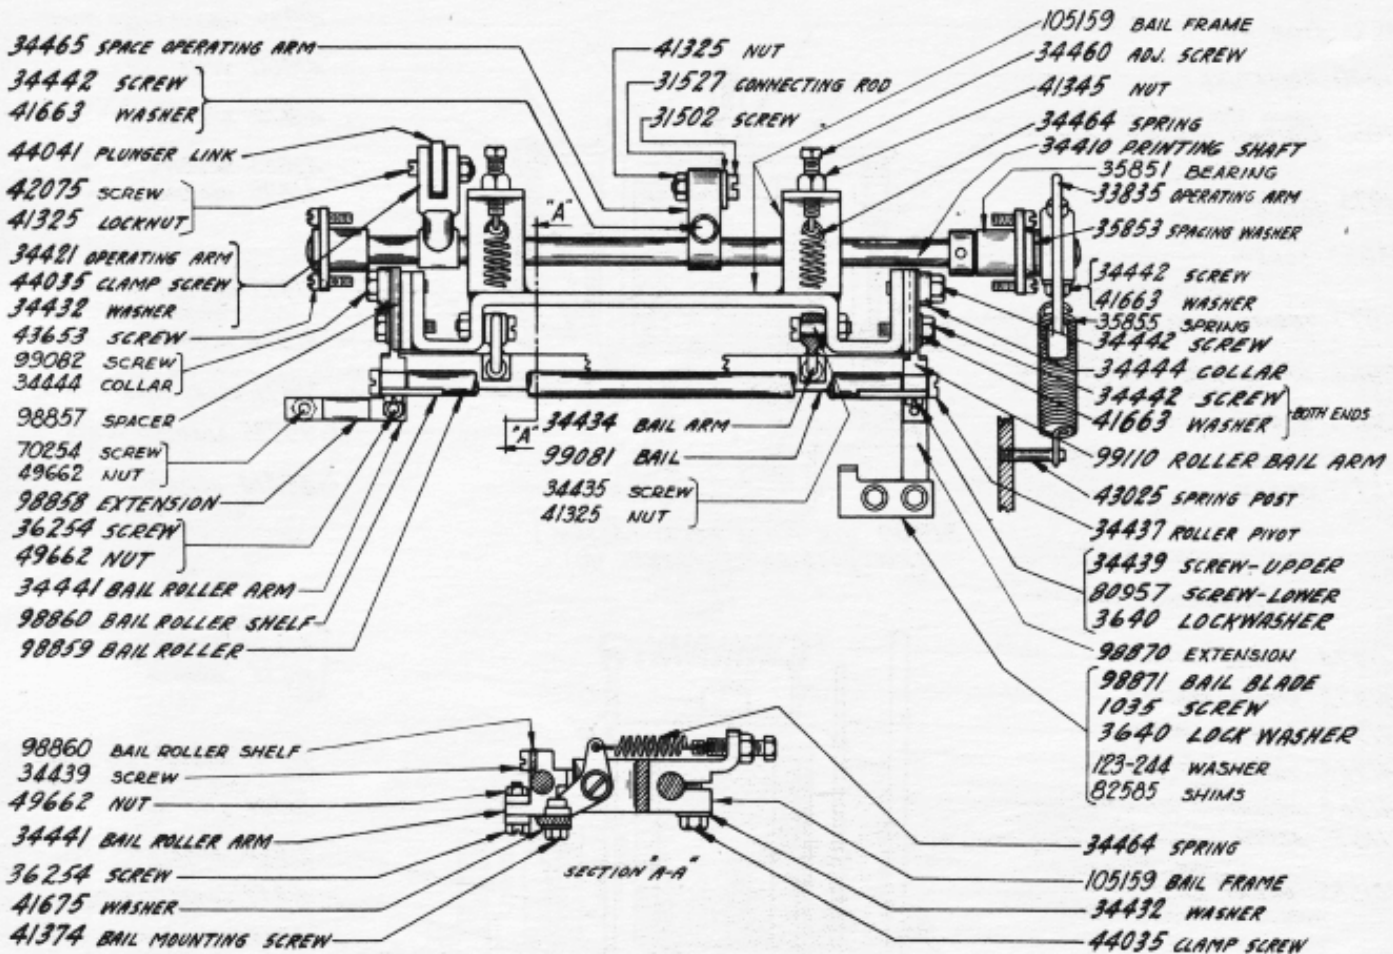 34465 SPACE OPERATING ARM
34442 SCREW
41663 WASHER
44041 PLUNGER LINK
42075 SCREW
41325 LOCKNUT
34421 OPERATING ARM
44035 CLAMP SCREW
34432 WASHER
43653 SCREW
99082 SCREW
34444 COLLAR
98857 SPACER
70254 SCREW
49662 NUT
98858 EXTENSION
36254 SCREW
49662 NUT
34441 BAIL ROLLER ARM
98860 BAIL ROLLER SHELF
98859 BAIL ROLLER
41325 NUT
31527 CONNECTING ROD
31502 SCREW
"A"
"A"
34434 BAIL ARM
99081 BAIL
34435 SCREW
41325 NUT
105159 BAIL FRAME
34460 ADJ. SCREW
41345 NUT
34464 SPRING
34410 PRINTING SHAFT
35851 BEARING
33835 OPERATING ARM
35853 SPACING WASHER
34442 SCREW
41663 WASHER
35855 SPRING
34442 SCREW
34444 COLLAR
34442 SCREW
41663 WASHER
BOTH ENDS
99110 ROLLER BAIL ARM
43025 SPRING POST
34437 ROLLER PIVOT
34439 SCREW-UPPER
80957 SCREW-LOWER
3640 LOCKWASHER
98870 EXTENSION
98871 BAIL BLADE
1035 SCREW
3640 LOCK WASHER
123-244 WASHER
82585 SHIMS
98860 BAIL ROLLER SHELF
34439 SCREW
49662 NUT
34441 BAIL ROLLER ARM
36254 SCREW
41675 WASHER
41374 BAIL MOUNTING SCREW
SECTION "A-A"
34464 SPRING
105159 BAIL FRAME
34432 WASHER
44035 CLAMP SCREW